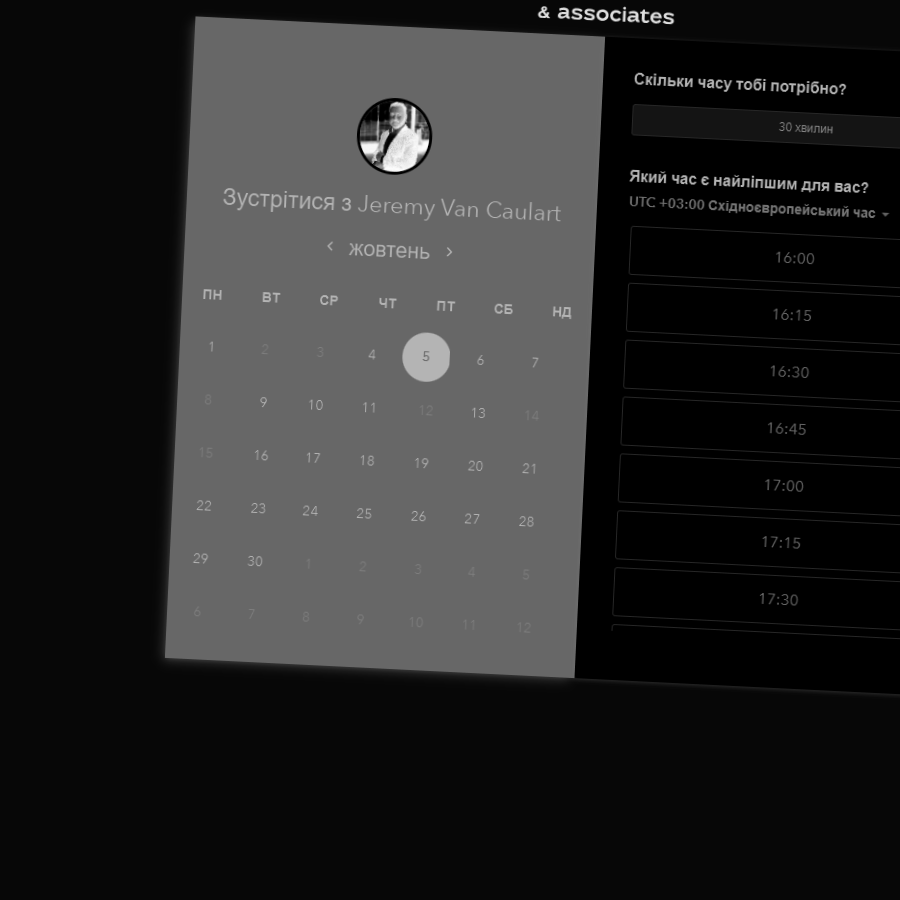 & associates
Зустрітися з Jeremy Van Caulart
‹ жовтень ›
ПН ВТ СР ЧТ ПТ СБ НД
1 2 3 4 5 6 7
8 9 10 11 12 13 14
15 16 17 18 19 20 21
22 23 24 25 26 27 28
29 30 1 2 3 4 5
6 7 8 9 10 11 12
Скільки часу тобі потрібно?
30 хвилин
Який час є найліпшим для вас?
UTC +03:00 Східноєвропейський час
16:00
16:15
16:30
16:45
17:00
17:15
17:30